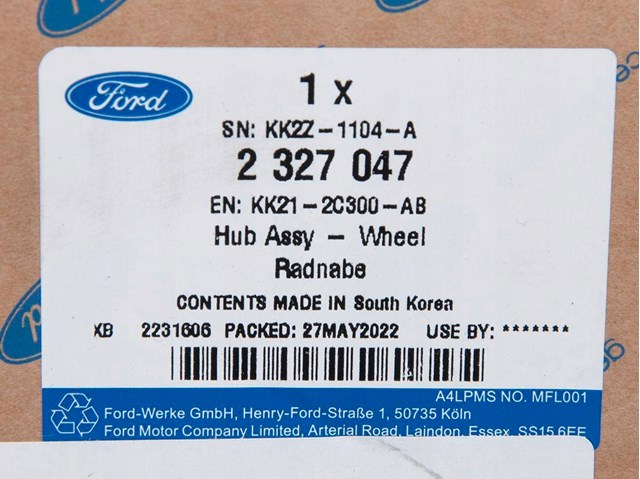 Ford
1 x
SN: KK2Z-1104-A
2 327 047
EN: KK21-2C300-AB
Hub Assy - Wheel
Radnabe
CONTENTS MADE IN South Korea
XB 2231606 PACKED: 27MAY2022 USE BY: *******
A4LPMS NO. MFL001
Ford-Werke GmbH, Henry-Ford-Straße 1, 50735 Köln
Ford Motor Company Limited, Arterial Road, Laindon, Essex SS15 6EE